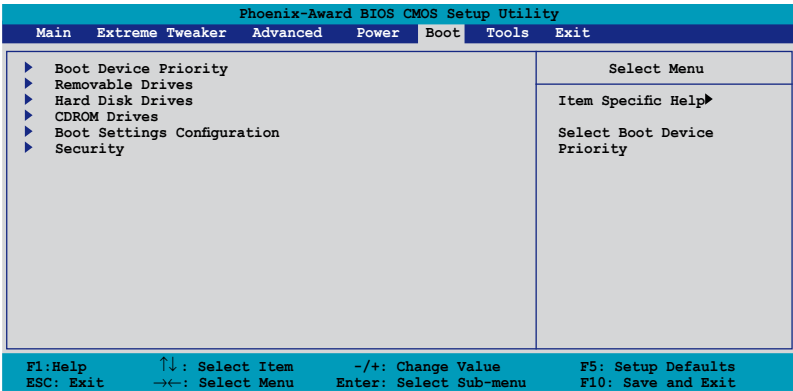 Phoenix-Award BIOS CMOS Setup Utility
Main Extreme Tweaker Advanced Power Boot Tools Exit
Boot Device Priority
Removable Drives
Hard Disk Drives
CDROM Drives
Boot Settings Configuration
Security
Select Menu
Item Specific Help
Select Boot Device
Priority
F1:Help ↑↓: Select Item -/+: Change Value F5: Setup Defaults
ESC: Exit →←: Select Menu Enter: Select Sub-menu F10: Save and Exit